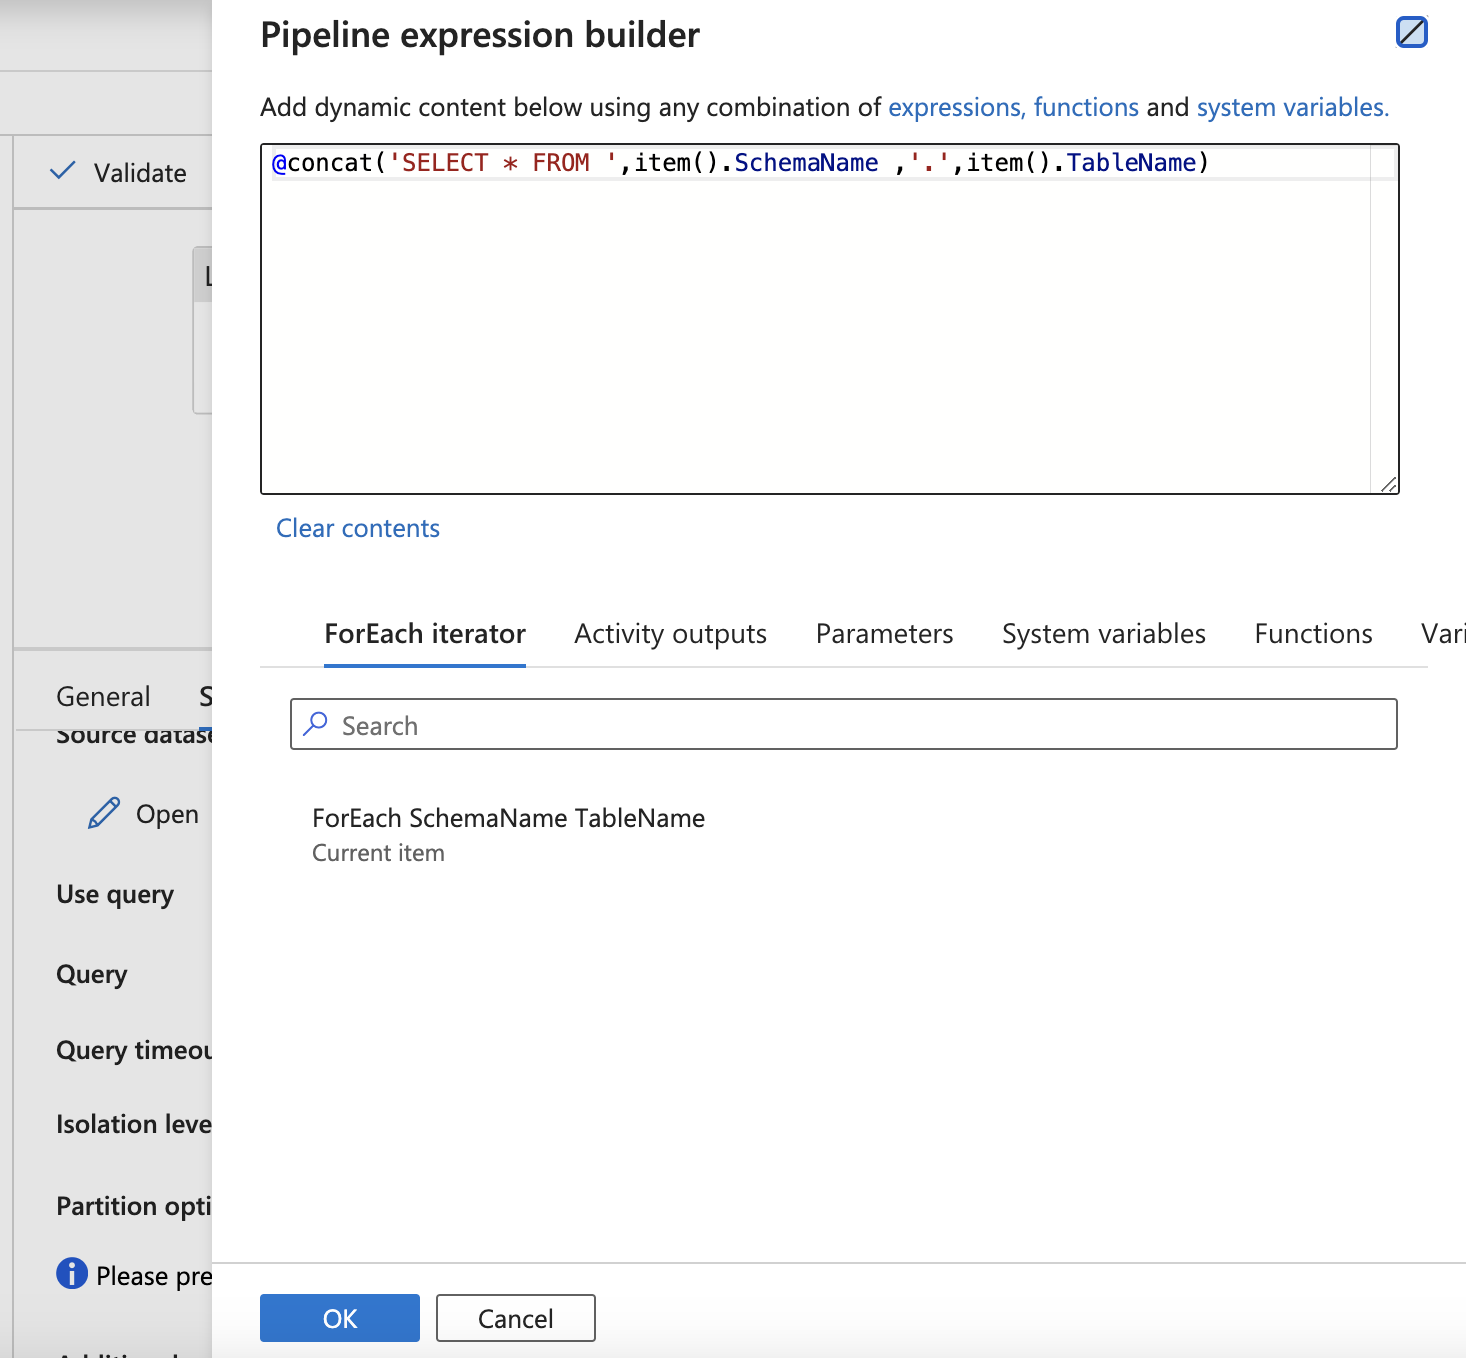 Pipeline expression builder
Add dynamic content below using any combination of expressions, functions and system variables.
@concat('SELECT * FROM ',item().SchemaName ,'.',item().TableName)
Validate
Clear contents
ForEach iterator Activity outputs Parameters System variables Functions Vari
General S
Source datase
Search
Open
ForEach SchemaName TableName
Current item
Use query
Query
Query timeou
Isolation leve
Partition opti
Please pre
OK Cancel